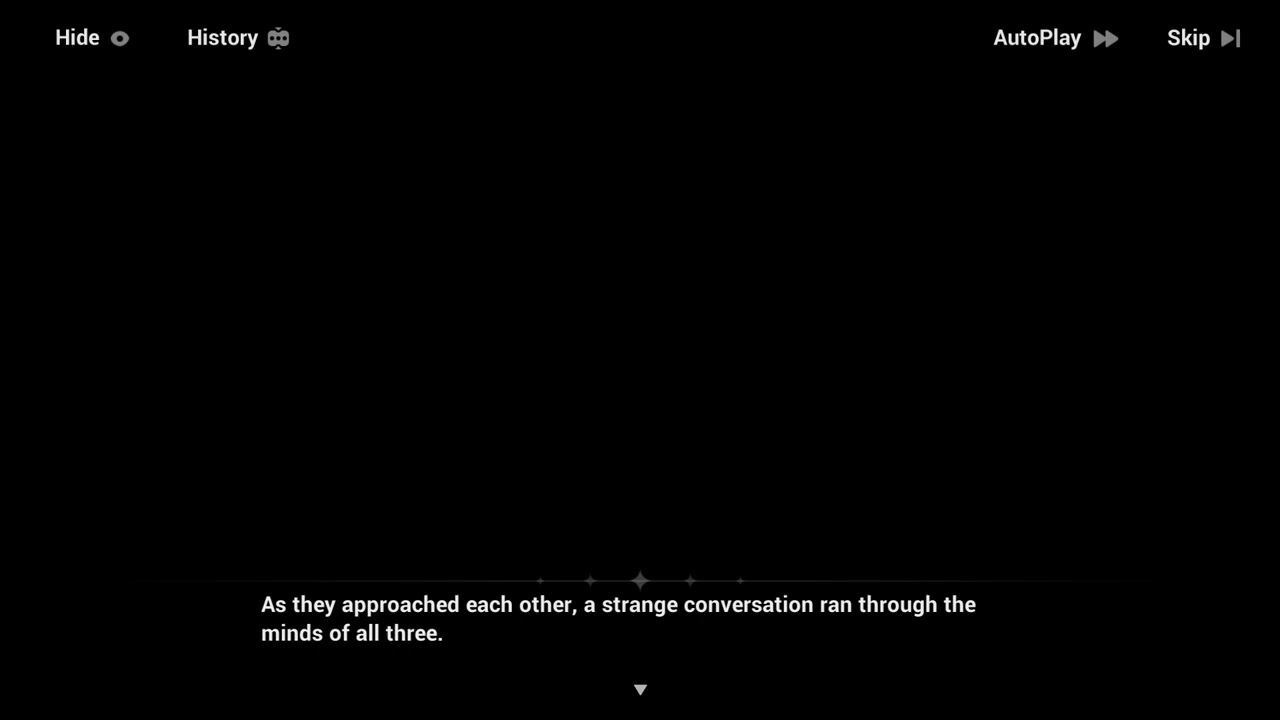 Hide
History
AutoPlay
Skip
As they approached each other, a strange conversation ran through the
minds of all three.